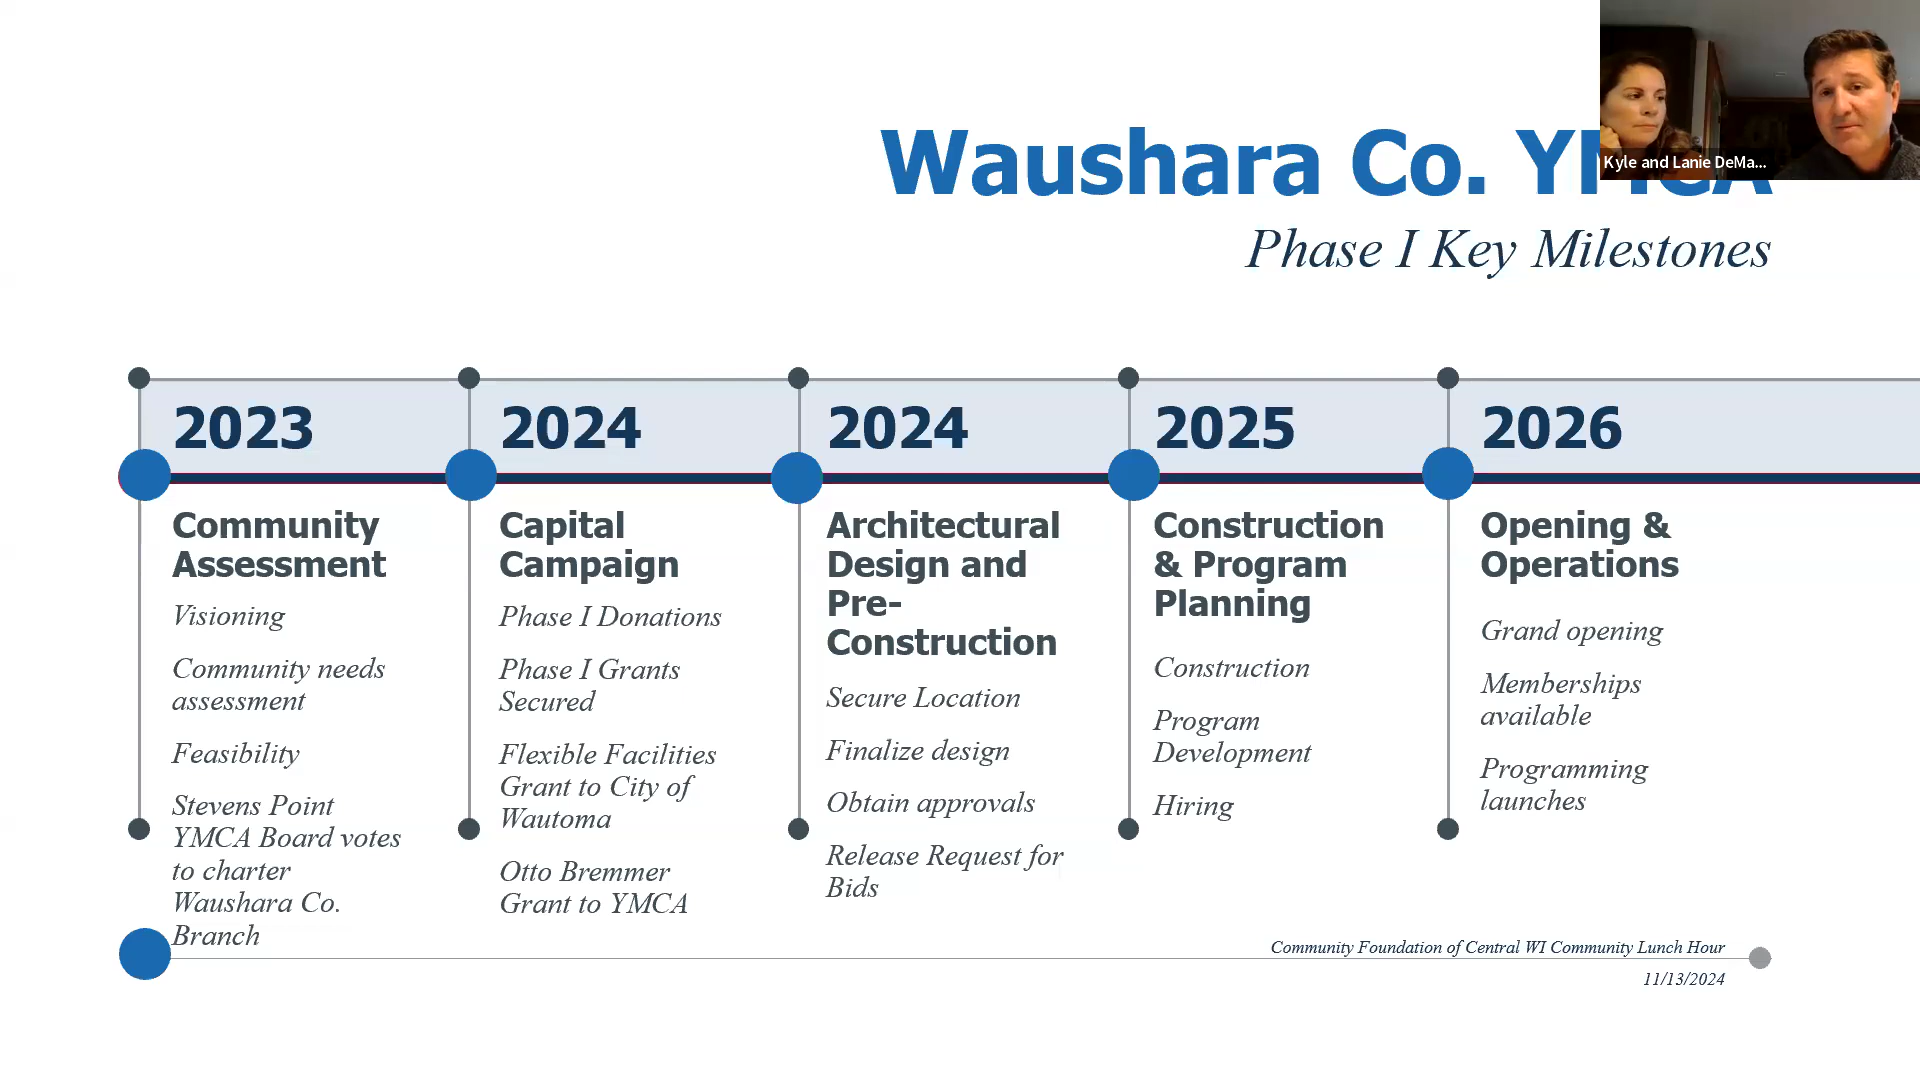 Waushara Co. YMCA
Kyle and Lanie DeMa...
Phase I Key Milestones
2023
2024
2024
2025
2026
Community
Assessment
Visioning
Community needs
assessment
Feasibility
Stevens Point
YMCA Board votes
to charter
Waushara Co.
Branch
Capital
Campaign
Phase I Donations
Phase I Grants
Secured
Flexible Facilities
Grant to City of
Wautoma
Otto Bremmer
Grant to YMCA
Architectural
Design and
Pre-
Construction
Secure Location
Finalize design
Obtain approvals
Release Request for
Bids
Construction
& Program
Planning
Construction
Program
Development
Hiring
Opening &
Operations
Grand opening
Memberships
available
Programming
launches
Community Foundation of Central WI Community Lunch Hour
11/13/2024